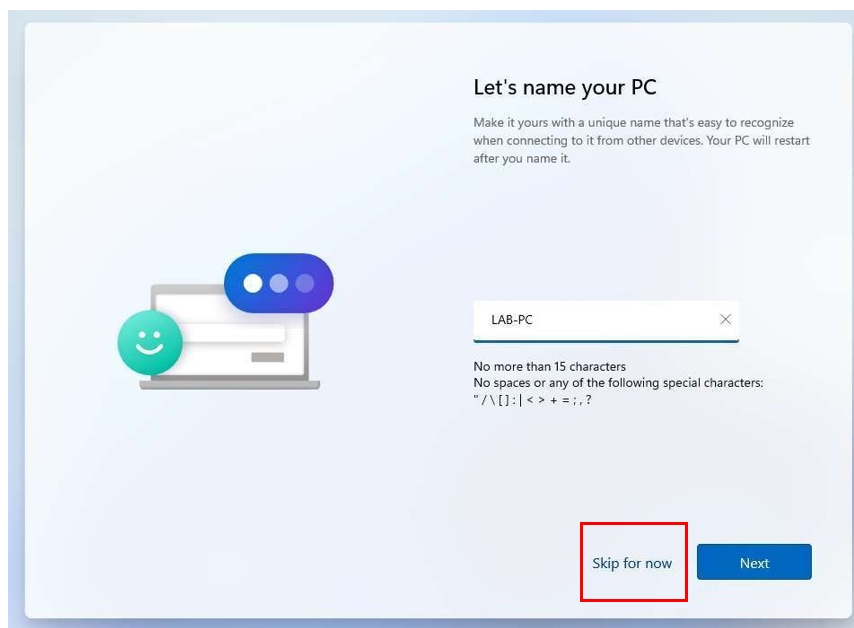 Let's name your PC
Make it yours with a unique name that's easy to recognize
when connecting to it from other devices. Your PC will restart
after you name it.
LAB-PC
No more than 15 characters
No spaces or any of the following special characters:
" / \ [ ] : | < > + = ; , ?
Skip for now
Next